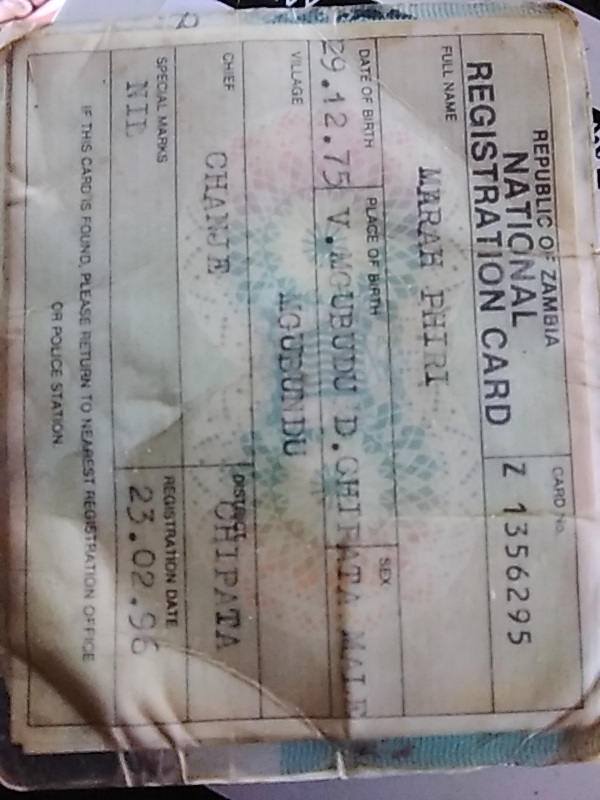 REPUBLIC OF ZAMBIA
NATIONAL
REGISTRATION CARD
CARD No.
Z 1356295
FULL NAME
MARAH PHIRI
DATE OF BIRTH PLACE OF BIRTH SEX
29.12.75 V.MGUBUDU D.CHIPATA MALE
VILLAGE
MGUBUNDU
CHIEF DISTRICT
CHANJE CHIPATA
SPECIAL MARKS REGISTRATION DATE
NIL 23.02.96
IF THIS CARD IS FOUND, PLEASE RETURN TO NEAREST REGISTRATION OFFICE
OR POLICE STATION